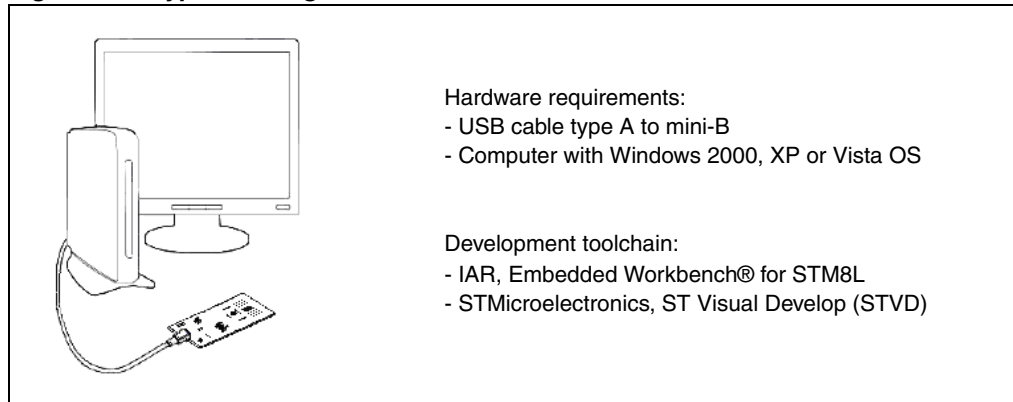 Hardware requirements:
- USB cable type A to mini-B
- Computer with Windows 2000, XP or Vista OS
Development toolchain:
- IAR, Embedded Workbench® for STM8L
- STMicroelectronics, ST Visual Develop (STVD)